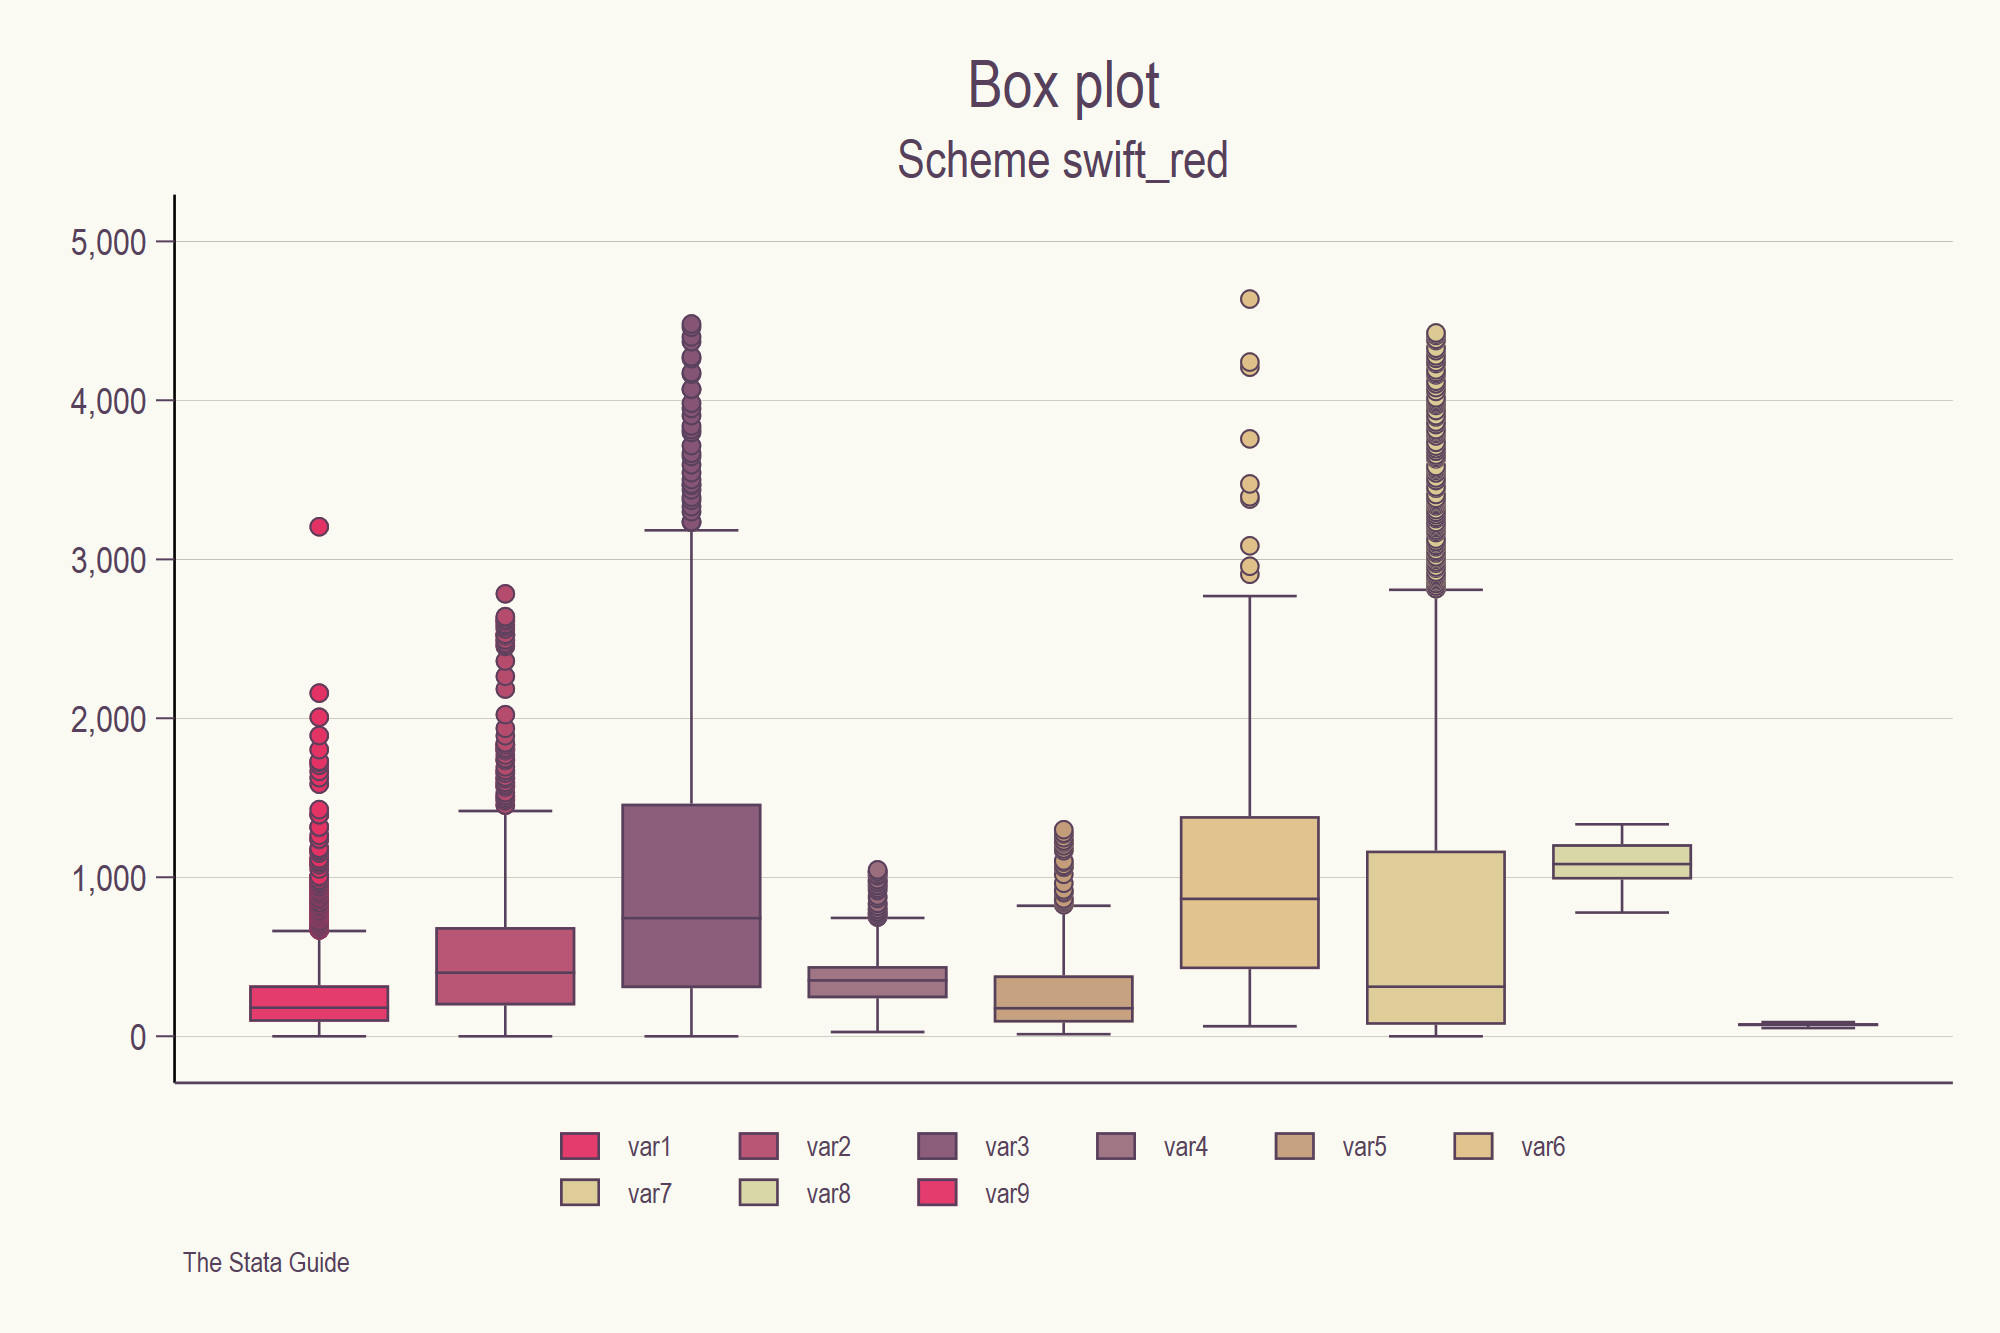 Box plot
Scheme swift_red
5,000
4,000
3,000
2,000
1,000
0
var1 var2 var3 var4 var5 var6
var7 var8 var9
The Stata Guide